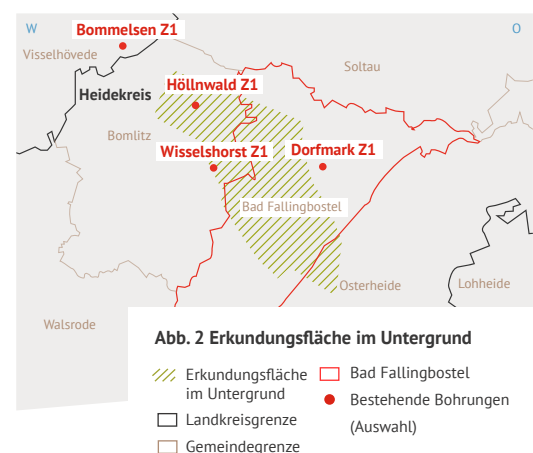 W
O
Bommelsen Z1
Visselhövede
Soltau
Heidekreis
Höllnwald Z1
Bomlitz
Wisselshorst Z1
Dorfmark Z1
Bad Fallingbostel
Osterheide
Lohheide
Walsrode
Abb. 2 Erkundungsfläche im Untergrund
Erkundungsfläche
im Untergrund
Landkreisgrenze
Gemeindegrenze
Bad Fallingbostel
Bestehende Bohrungen
(Auswahl)